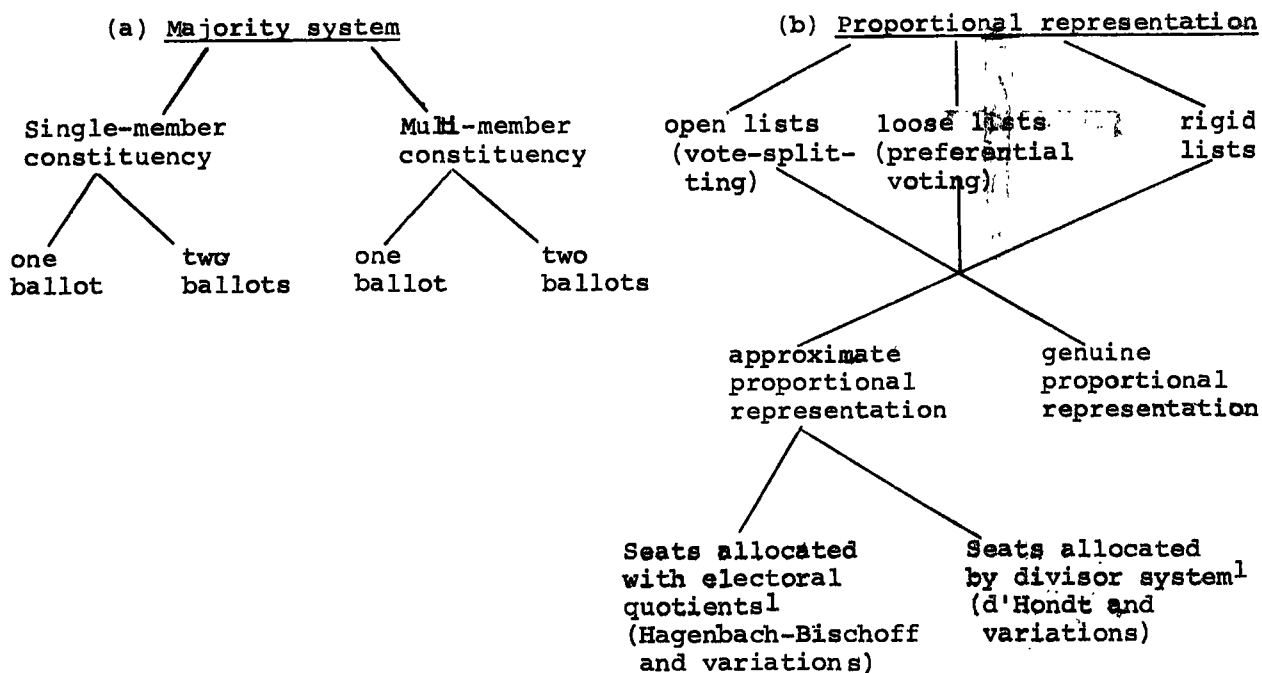 (a) Majority system
Single-member
constituency
Multi-member
constituency
one
ballot
two
ballots
one
ballot
two
ballots
(b) Proportional representation
open lists
(vote-split-
ting)
loose lists
(preferential
voting)
rigid
lists
approximate
proportional
representation
genuine
proportional
representation
Seats allocated
with electoral
quotients1
(Hagenbach-Bischoff
and variations)
Seats allocated
by divisor system1
(d'Hondt and
variations)